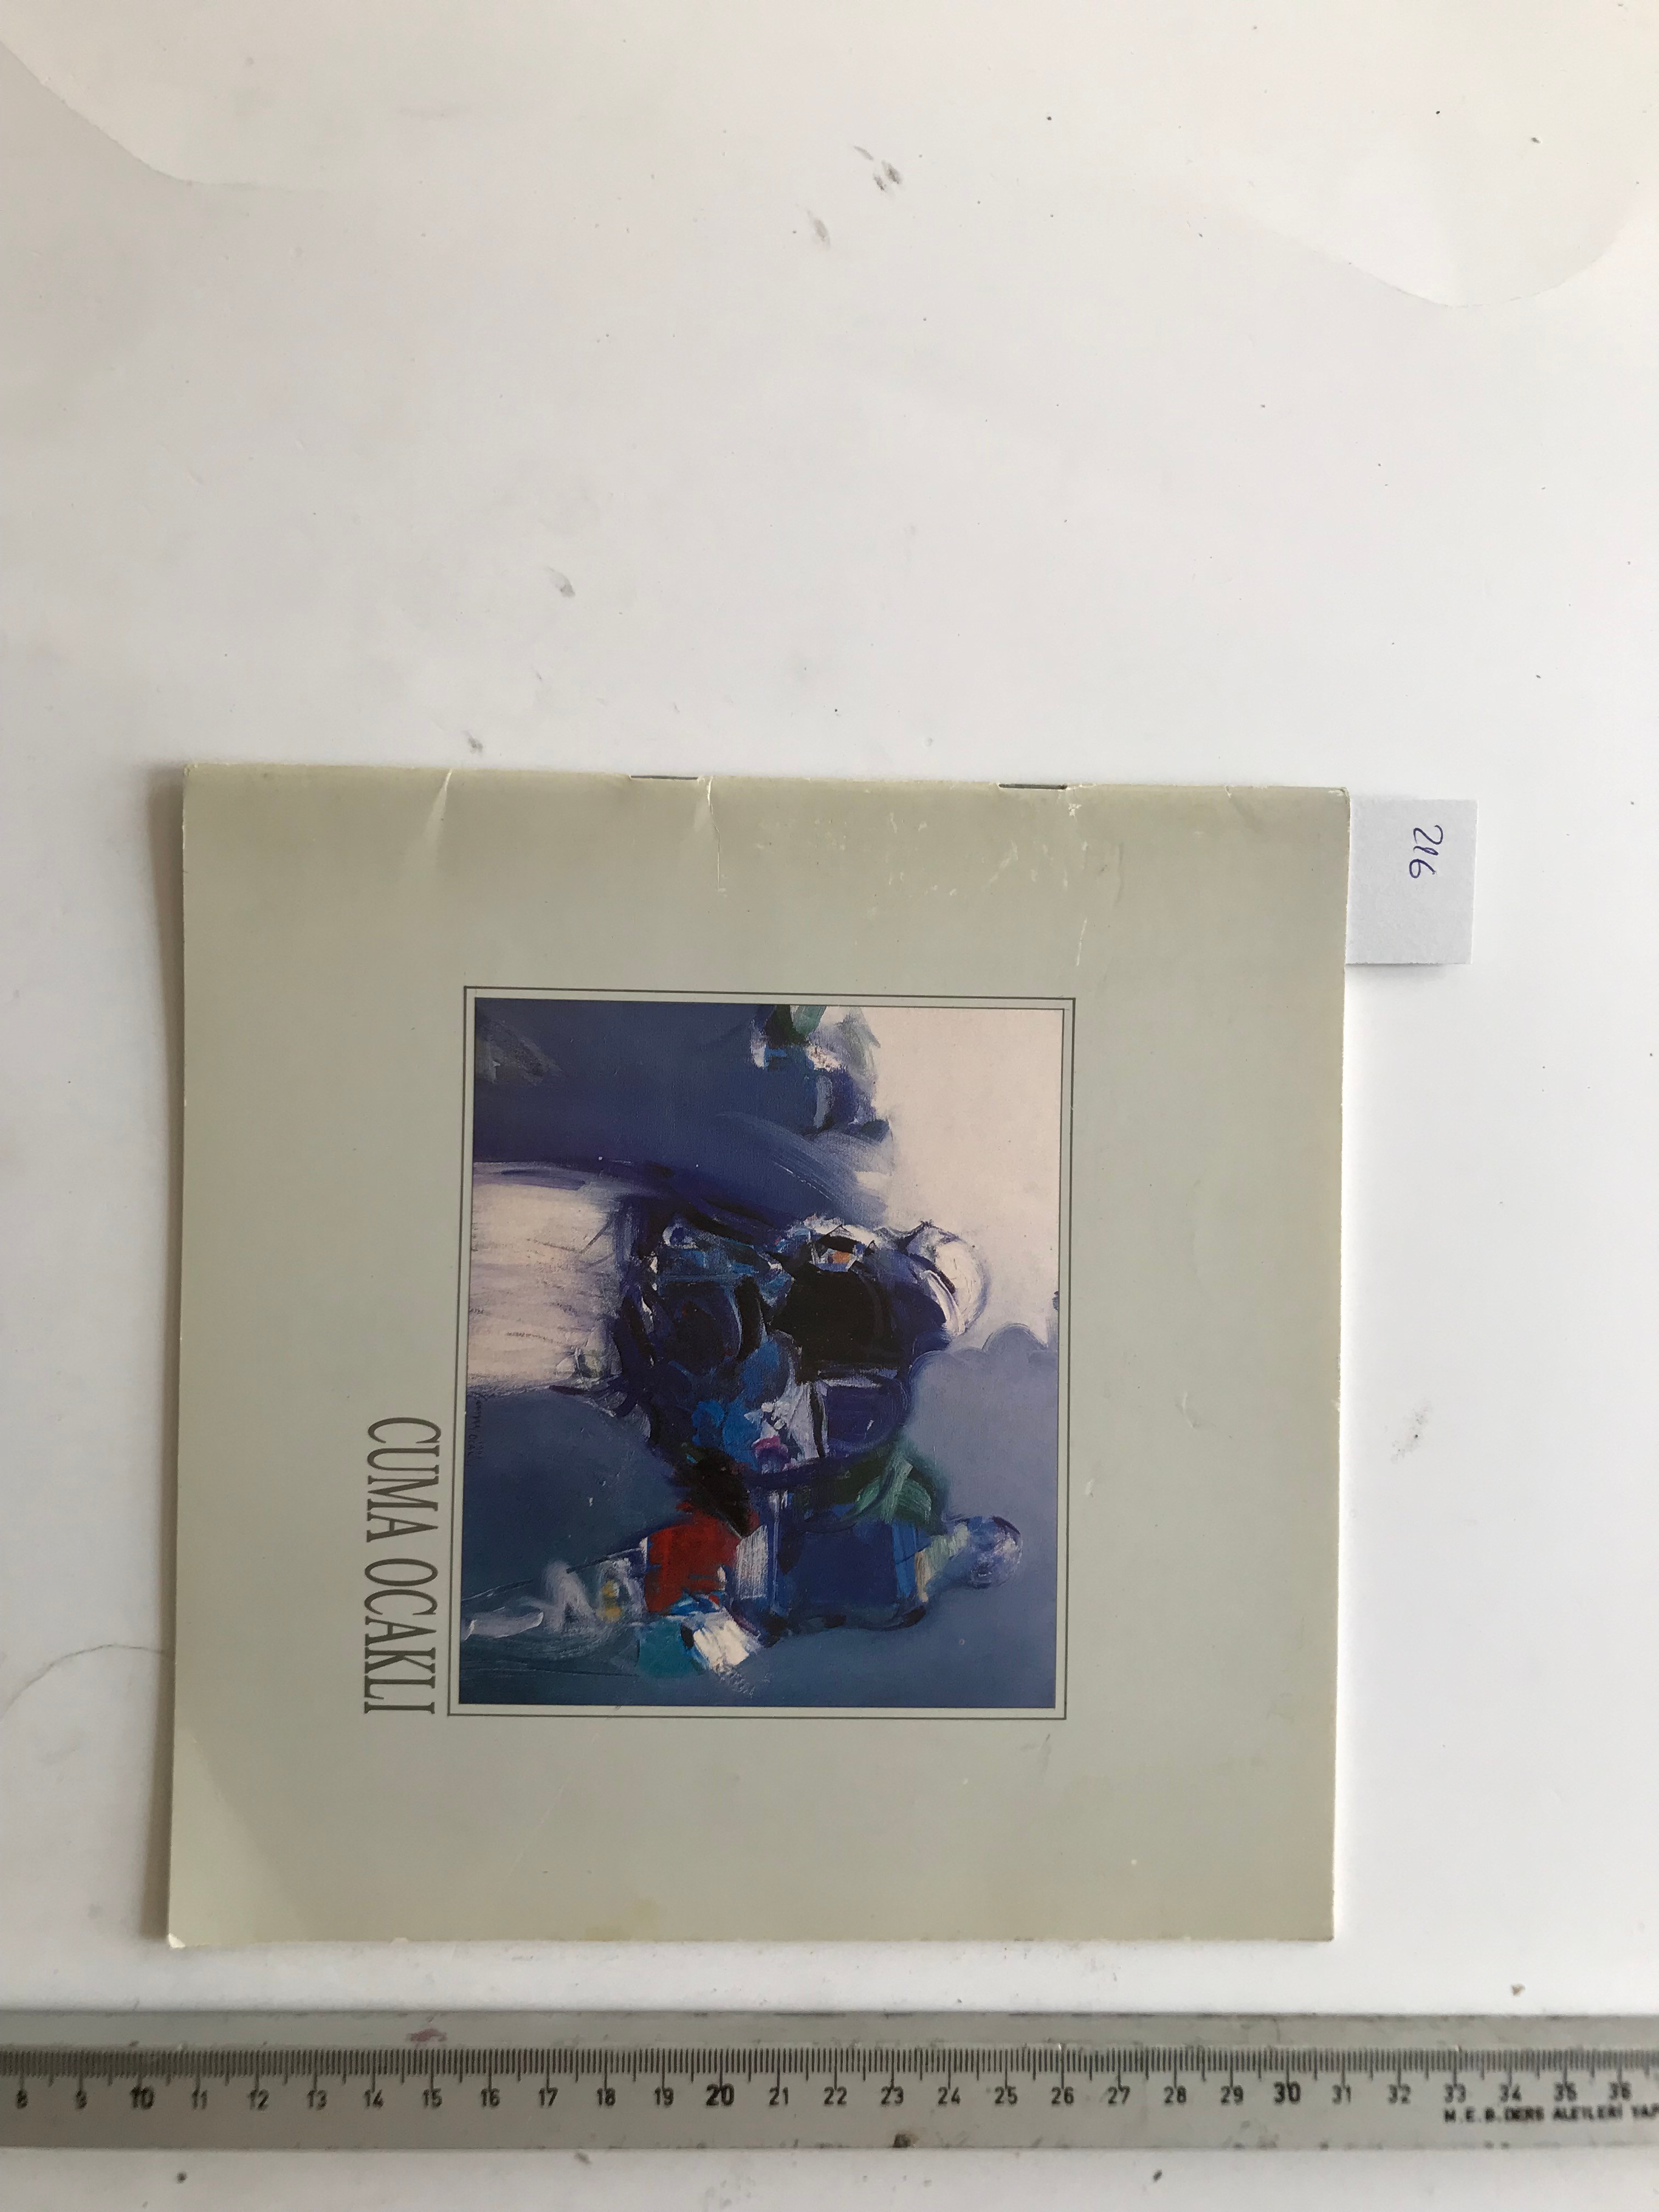 216
CUMA OCAKLI
8 9 10 11 12 13 14 15 16 17 18 19 20 21 22 23 24 25 26 27 28 29 30 31 32 33 34 35 36
M.E.B. DERS ALETLERİ YAP